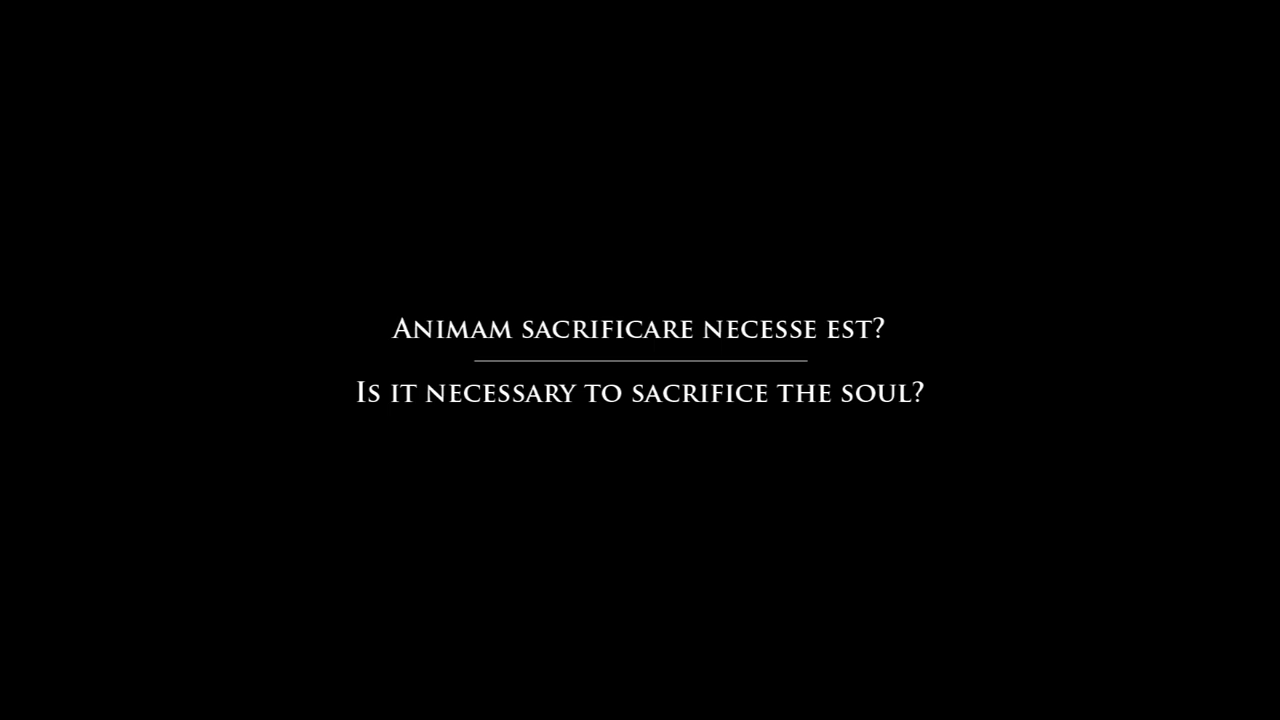 Animam sacrificare necesse est?
Is it necessary to sacrifice the soul?